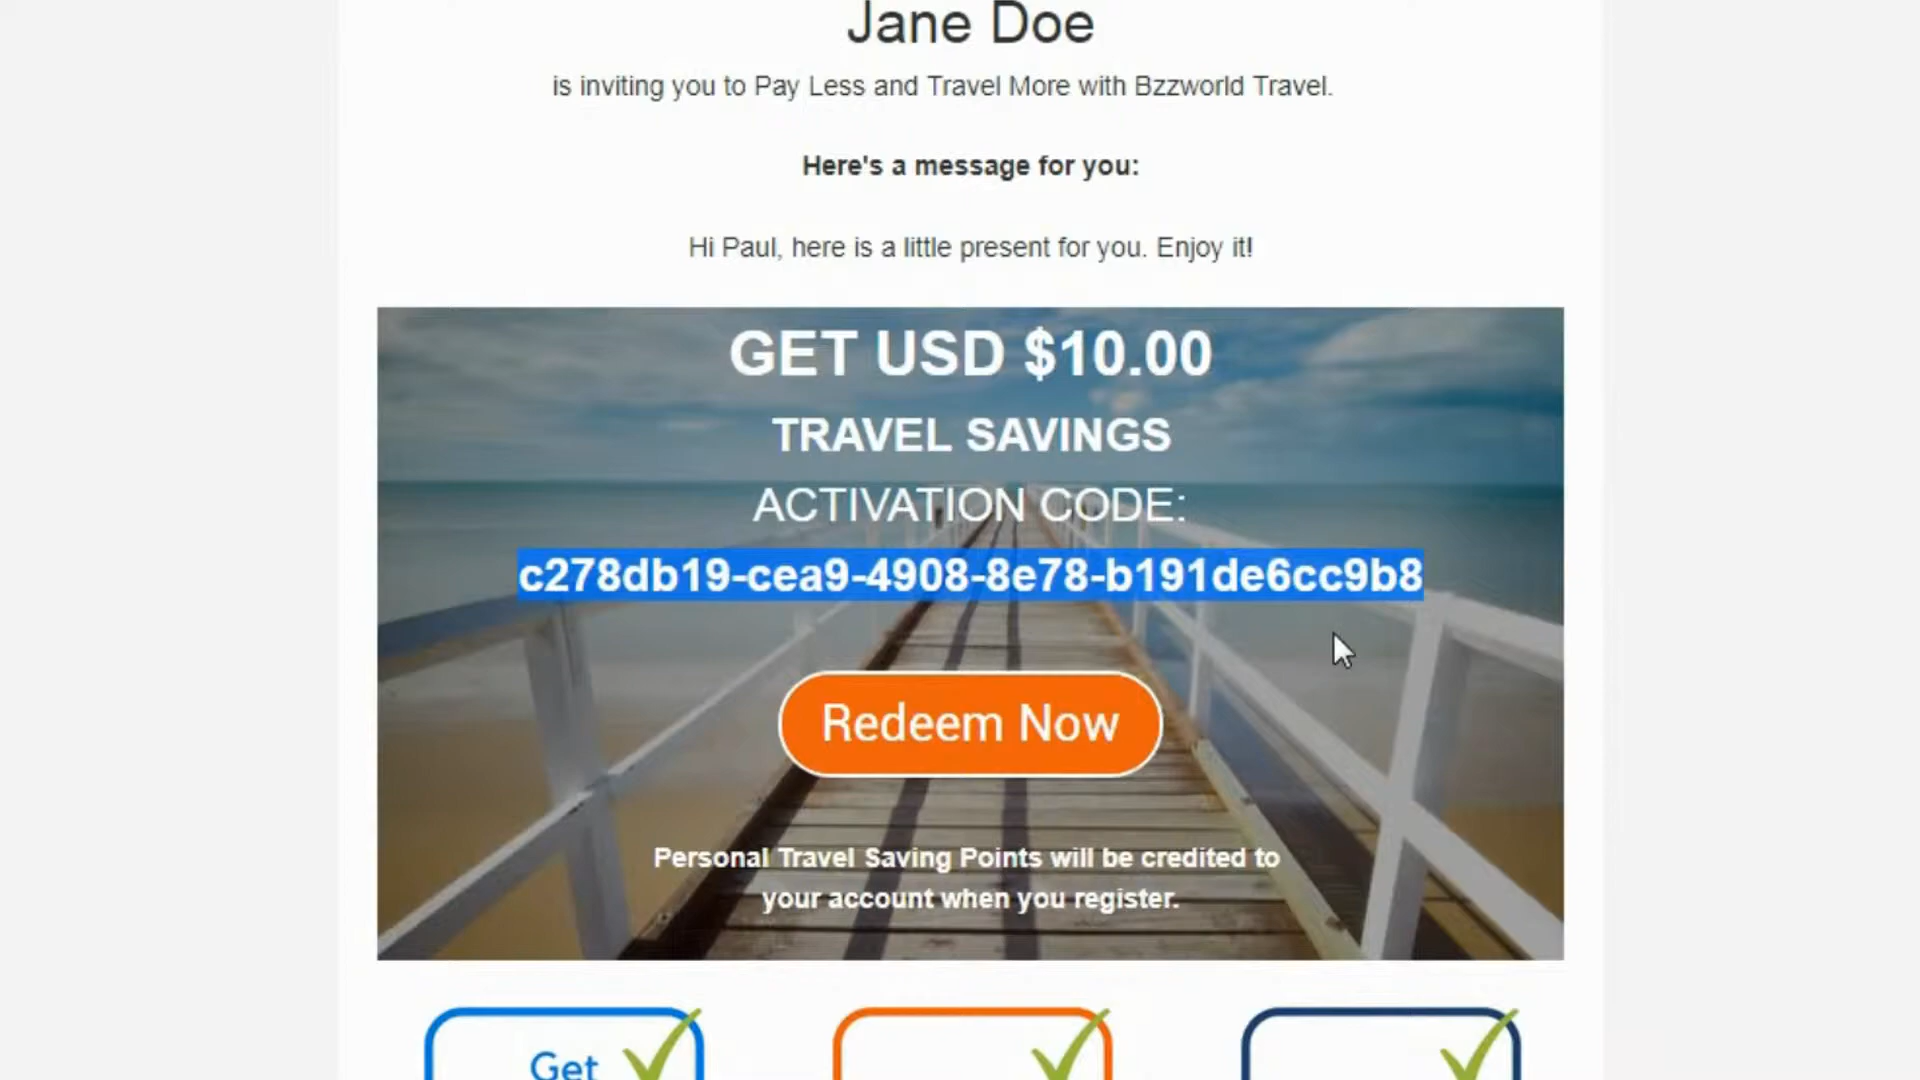 Jane Doe
is inviting you to Pay Less and Travel More with Bzzworld Travel.
Here's a message for you:
Hi Paul, here is a little present for you. Enjoy it!
GET USD $10.00
TRAVEL SAVINGS
ACTIVATION CODE:
c278db19-cea9-4908-8e78-b191de6cc9b8
Redeem Now
Personal Travel Saving Points will be credited to
your account when you register.
Get